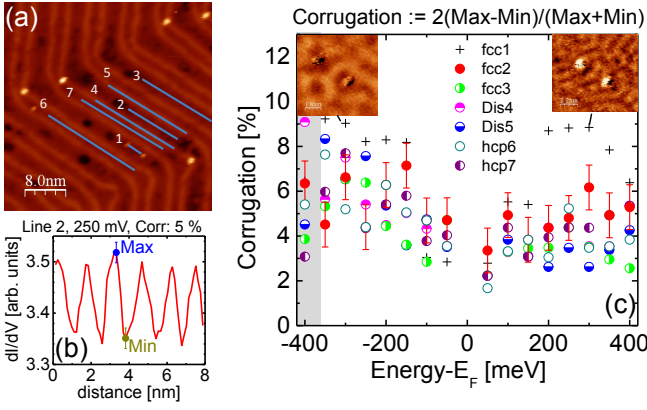 (a)
3
5
7 4
6 2
1
8.0nm
Line 2, 250 mV, Corr: 5 %
3.5
3.4
3.3
dI/dV [arb. units]
Max
Min
(b)
0 2 4 6 8
distance [nm]
Corrugation := 2(Max-Min)/(Max+Min)
12
10
8
6
4
2
0
Corrugation [%]
fcc1
fcc2
fcc3
Dis4
Dis5
hcp6
hcp7
(c)
-400 -200 0 200 400
Energy-E_F [meV]